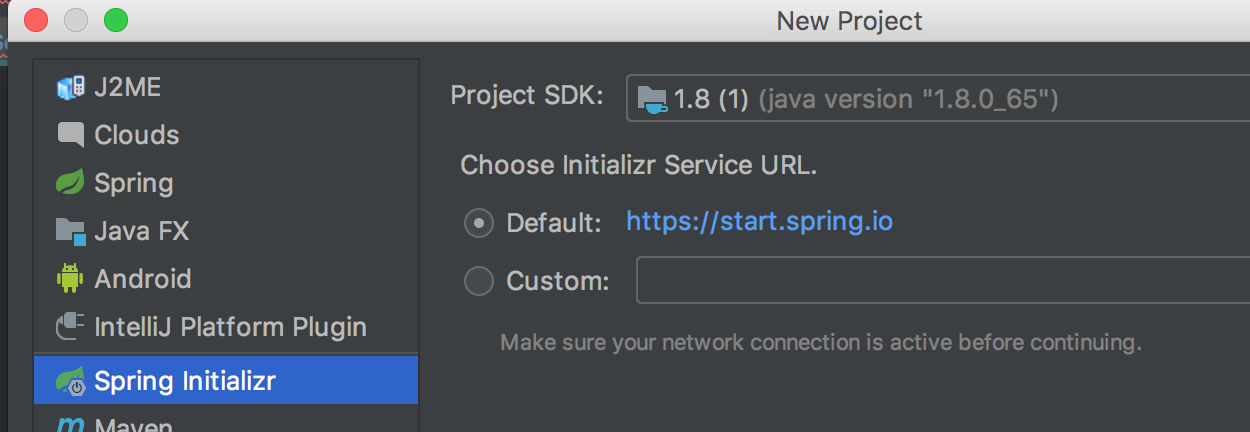 New Project
J2ME
Clouds
Spring
Java FX
Android
IntelliJ Platform Plugin
Spring Initializr
Maven
Project SDK: 1.8 (1) (java version "1.8.0_65")
Choose Initializr Service URL.
Default: https://start.spring.io
Custom:
Make sure your network connection is active before continuing.